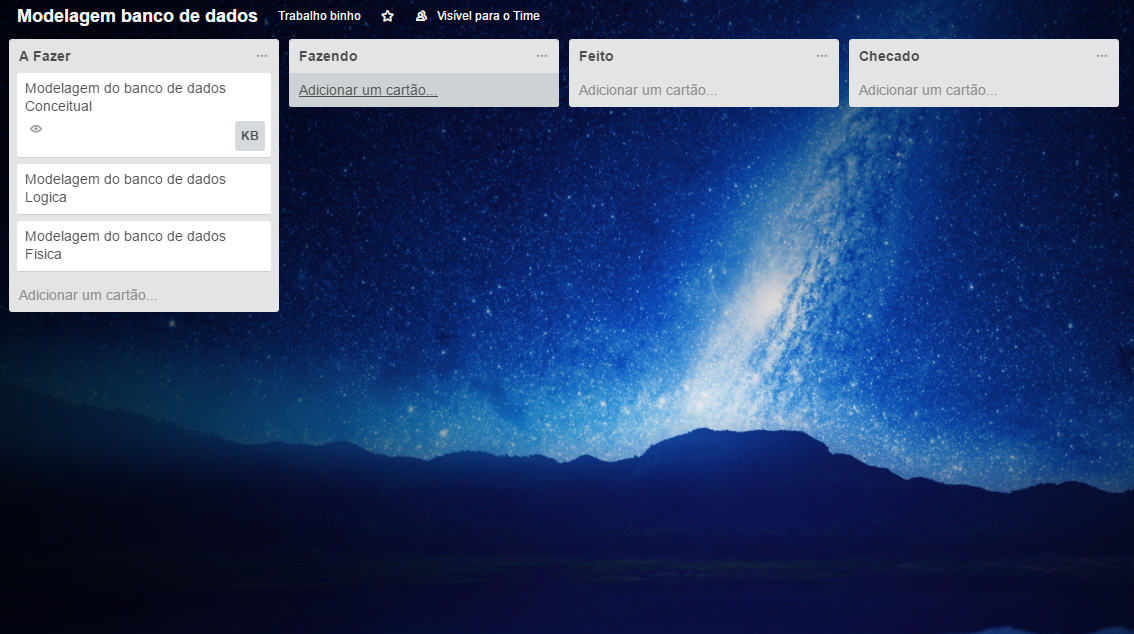 Modelagem banco de dados Trabalho binho Visível para o Time
A Fazer
Modelagem do banco de dados
Conceitual
KB
Modelagem do banco de dados
Logica
Modelagem do banco de dados
Fisica
Adicionar um cartão...
Fazendo
Adicionar um cartão...
Feito
Adicionar um cartão...
Checado
Adicionar um cartão...